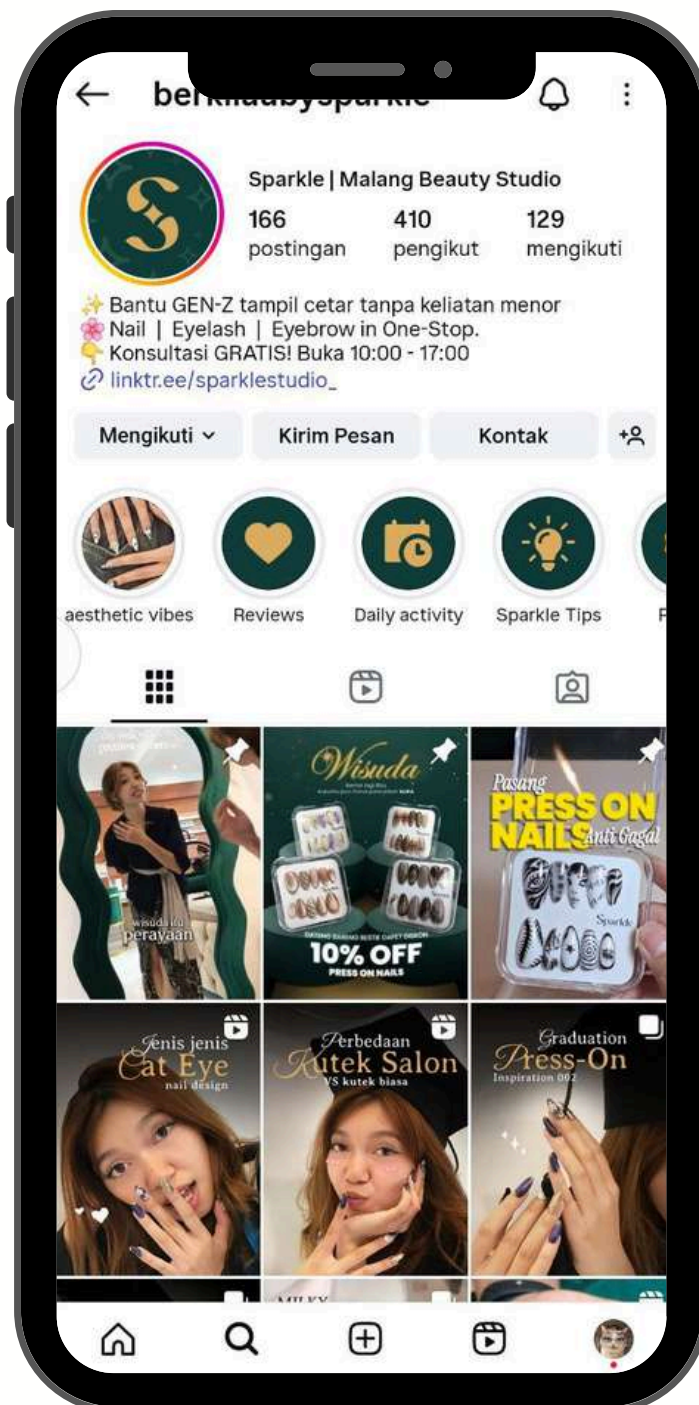 Sparkle | Malang Beauty Studio
166 410 129
postingan pengikut mengikuti
✨ Bantu GEN-Z tampil cetar tanpa keliatan menor
🌸 Nail | Eyelash | Eyebrow in One-Stop.
👇 Konsultasi GRATIS! Buka 10:00 - 17:00
linktr.ee/sparklestudio_
Mengikuti Kirim Pesan Kontak
aesthetic vibes Reviews Daily activity Sparkle Tips
wisuda itu
perayaan
Wisuda
10% OFF
PRESS ON NAILS
Pasang
PRESS ON
NAILS Anti Gagal
Sparkle
Jenis jenis
Cat Eye
nail design
Perbedaan
Kutek Salon
VS kutek biasa
Graduation
Press-On
Inspiration 002